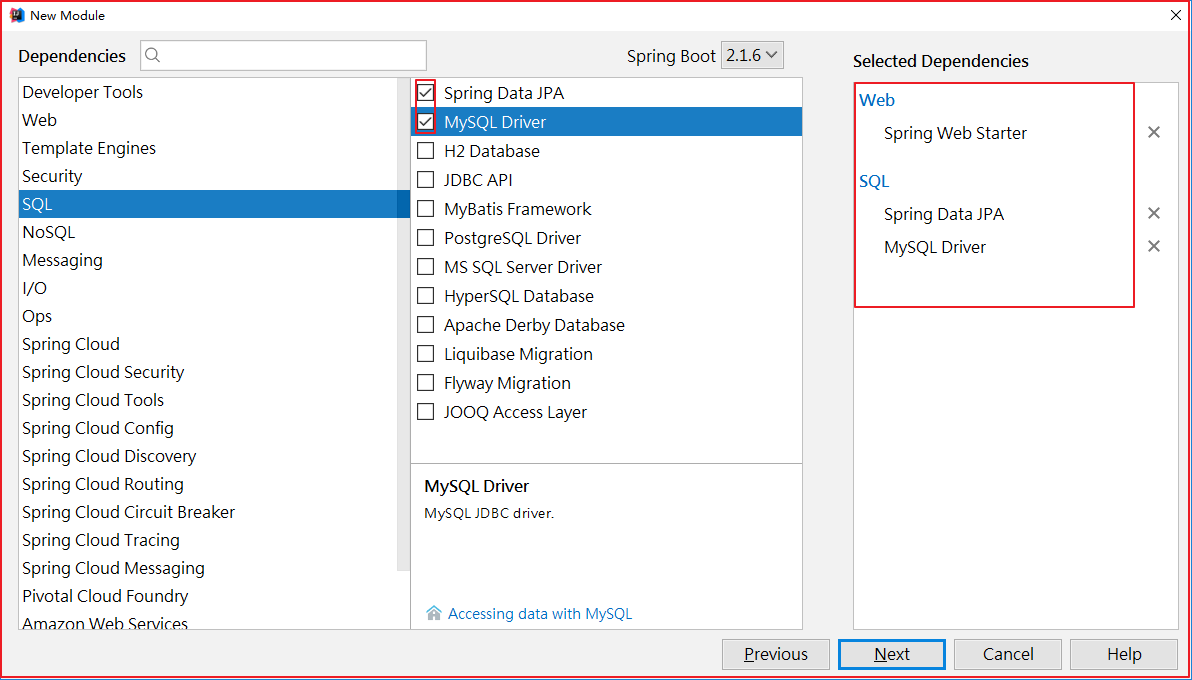 New Module
Dependencies
Spring Boot 2.1.6
Selected Dependencies
Developer Tools
Web
Template Engines
Security
SQL
NoSQL
Messaging
I/O
Ops
Spring Cloud
Spring Cloud Security
Spring Cloud Tools
Spring Cloud Config
Spring Cloud Discovery
Spring Cloud Routing
Spring Cloud Circuit Breaker
Spring Cloud Tracing
Spring Cloud Messaging
Pivotal Cloud Foundry
Amazon Web Services
Spring Data JPA
MySQL Driver
H2 Database
JDBC API
MyBatis Framework
PostgreSQL Driver
MS SQL Server Driver
HyperSQL Database
Apache Derby Database
Liquibase Migration
Flyway Migration
JOOQ Access Layer
MySQL Driver
MySQL JDBC driver.
Accessing data with MySQL
Web
Spring Web Starter
SQL
Spring Data JPA
MySQL Driver
Previous
Next
Cancel
Help